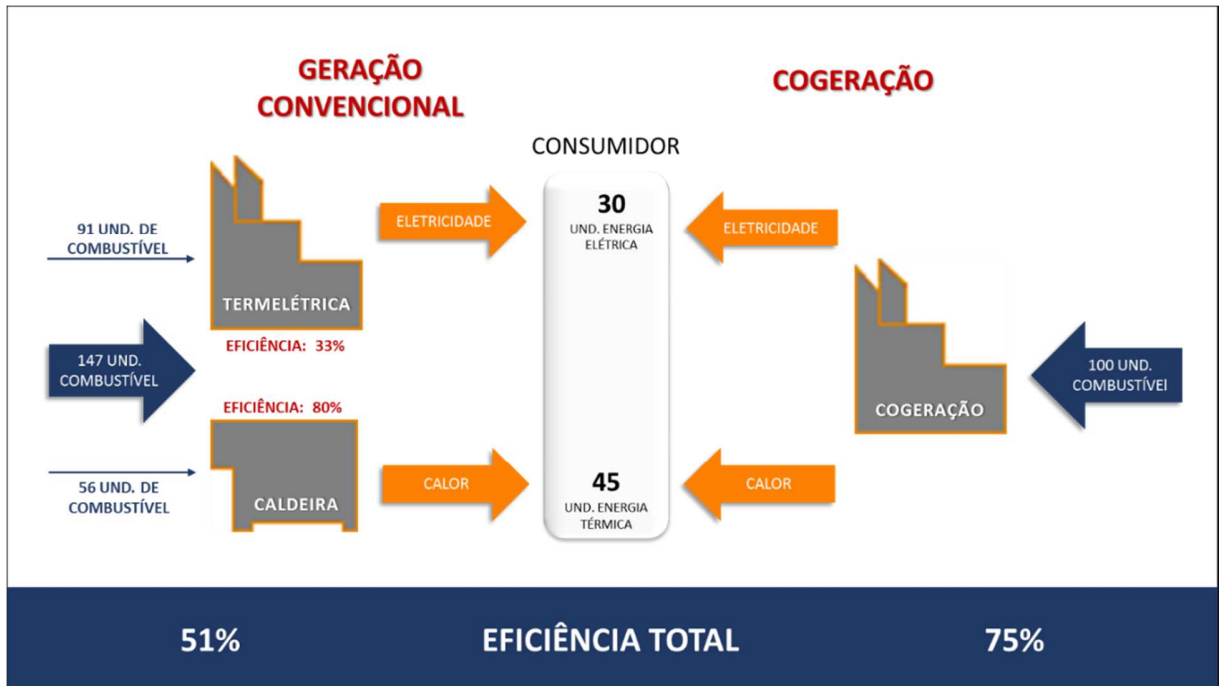 GERAÇÃO
CONVENCIONAL
COGERAÇÃO
CONSUMIDOR
91 UND. DE
COMBUSTÍVEL
TERMELÉTRICA
EFICIÊNCIA: 33%
147 UND.
COMBUSTÍVEL
EFICIÊNCIA: 80%
56 UND. DE
COMBUSTÍVEL
CALDEIRA
ELETRICIDADE
CALOR
30
UND. ENERGIA
ELÉTRICA
45
UND. ENERGIA
TÉRMICA
ELETRICIDADE
CALOR
COGERAÇÃO
100 UND.
COMBUSTÍVEI
51%
EFICIÊNCIA TOTAL
75%